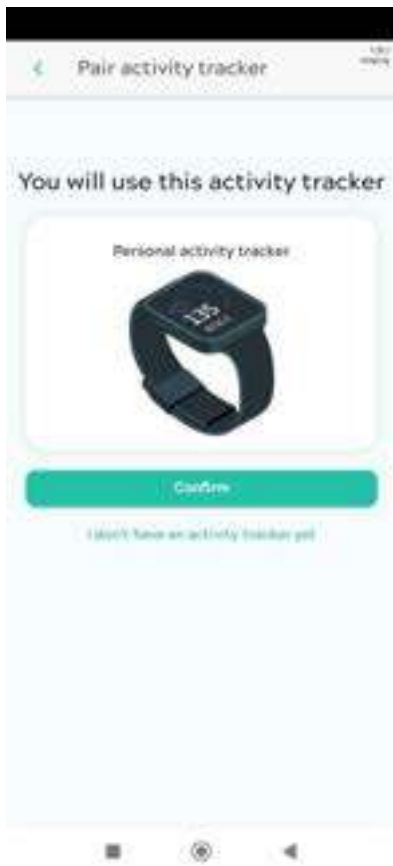 Pair activity tracker
You will use this activity tracker
Personal activity tracker
135
Confirm
I don't have an activity tracker yet